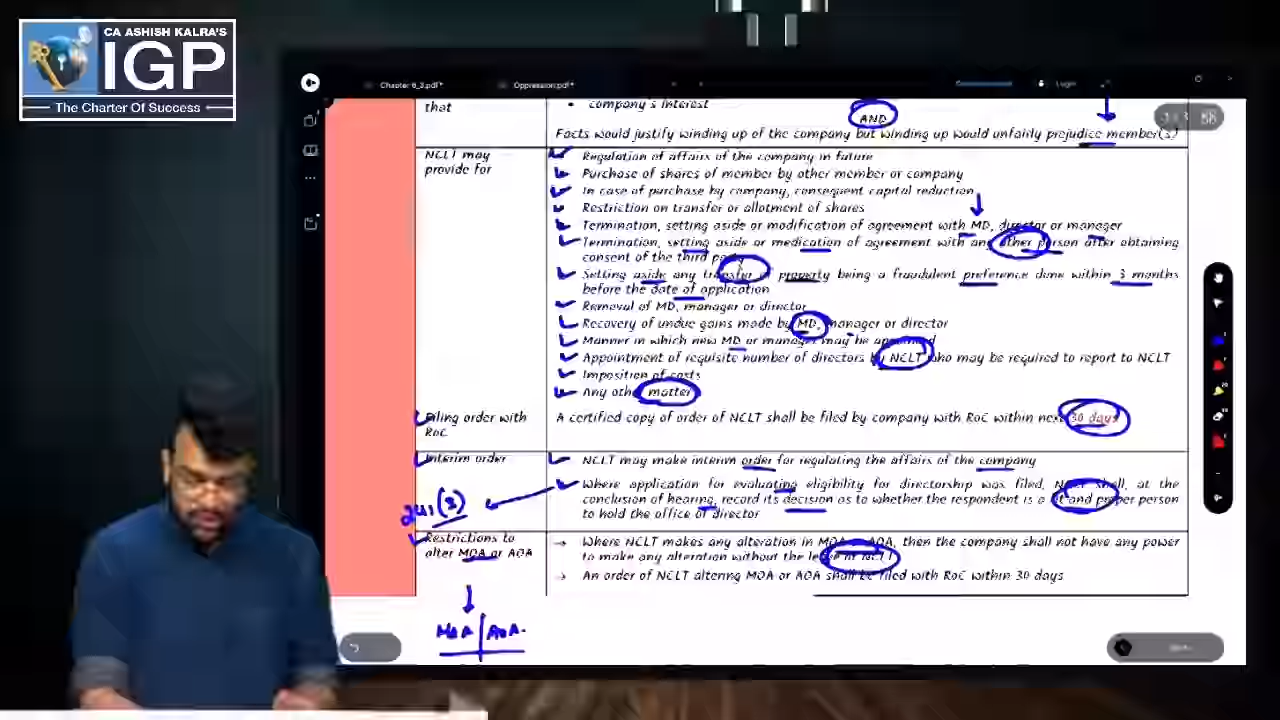 CA ASHISH KALRA'S
IGP
The Charter Of Success
Chapter 6_3.pdf*
Oppression.pdf*
Login
that
• company's interest
AND
Facts would justify winding up of the company but winding up would unfairly prejudice member(s)
NCLT may provide for
Regulation of affairs of the company in future
Purchase of shares of member by other member or company
In case of purchase by company, consequent capital reduction
Restriction on transfer or allotment of shares
Termination, setting aside or modification of agreement with MD, director or manager
Termination, setting aside or medication of agreement with any other person after obtaining
consent of the third party
Setting aside any transfer of property being a fraudulent preference done within 3 months
before the date of application
Removal of MD, manager or director
Recovery of undue gains made by MD, manager or director
Manner in which new MD or manager may be appointed
Appointment of requisite number of directors by NCLT who may be required to report to NCLT
Imposition of costs
Any other matter
Filing order with
RoC
A certified copy of order of NCLT shall be filed by company with RoC within next 30 days
Interim order
NCLT may make interim order for regulating the affairs of the company
Where application for evaluating eligibility for directorship was filed, NCLT shall, at the
conclusion of hearing, record its decision as to whether the respondent is a fit and proper person
to hold the office of director
241(3)
Restrictions to
alter MOA or AOA
→ Where NCLT makes any alteration in MOA or AOA, then the company shall not have any power
to make any alteration without the leave of NCLT
→ An order of NCLT altering MOA or AOA shall be filed with RoC within 30 days
MOA | AOA.